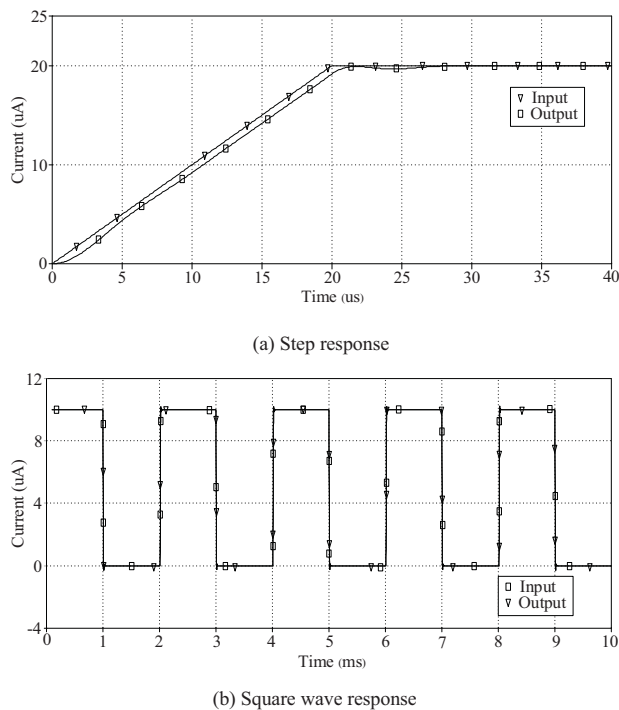 20
15
10
5
0
Current (uA)
Input
Output
0 5 10 15 20 25 30 35 40
Time (us)
(a) Step response
12
8
4
0
-4
Current (uA)
Input
Output
0 1 2 3 4 5 6 7 8 9 10
Time (ms)
(b) Square wave response